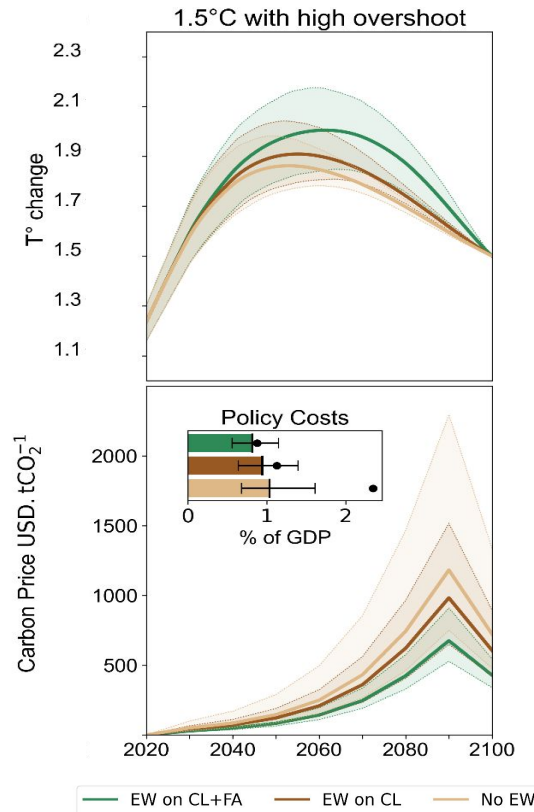 1.5°C with high overshoot
2.3
2.1
1.9
1.7
1.5
1.3
1.1
T° change
Policy Costs
0
1
2
% of GDP
2000
1500
1000
500
Carbon Price USD. tCO₂⁻¹
2020
2040
2060
2080
2100
EW on CL+FA
EW on CL
No EW